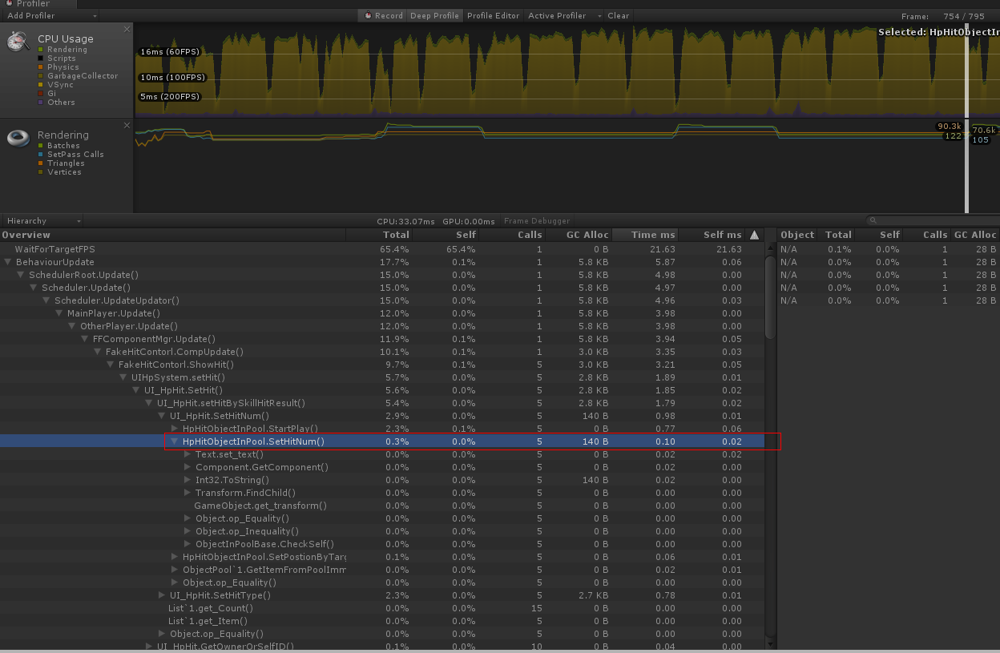 Profiler
Add Profiler Record Deep Profile Profile Editor Active Profiler Clear Frame: 754 / 795
CPU Usage
Rendering
Scripts
Physics
GarbageCollector
VSync
Gi
Others
Selected: HpHitObjectIn
16ms (60FPS)
10ms (100FPS)
5ms (200FPS)
Rendering
Batches
SetPass Calls
Triangles
Vertices
90.3k
122
70.6k
105
Hierarchy CPU:33.07ms GPU:0.00ms Frame Debugger
Overview Total Self Calls GC Alloc Time ms Self ms Object Total Self Calls GC Alloc
WaitForTargetFPS 65.4% 65.4% 1 0 B 21.63 21.63 N/A 0.1% 0.0% 1 28 B
BehaviourUpdate 17.7% 0.1% 1 5.8 KB 5.87 0.06 N/A 0.0% 0.0% 1 28 B
SchedulerRoot.Update() 15.0% 0.0% 1 5.8 KB 4.98 0.00 N/A 0.0% 0.0% 1 28 B
Scheduler.Update() 15.0% 0.0% 1 5.8 KB 4.97 0.00 N/A 0.0% 0.0% 1 28 B
Scheduler.UpdateUpdator() 15.0% 0.0% 1 5.8 KB 4.96 0.03 N/A 0.0% 0.0% 1 28 B
MainPlayer.Update() 12.0% 0.0% 1 5.8 KB 3.98 0.00
OtherPlayer.Update() 12.0% 0.0% 1 5.8 KB 3.98 0.00
FFComponentMgr.Update() 11.9% 0.1% 1 5.8 KB 3.94 0.05
FakeHitContorl.CompUpdate() 10.1% 0.1% 1 3.0 KB 3.35 0.03
FakeHitContorl.ShowHit() 9.7% 0.1% 5 3.0 KB 3.21 0.05
UIHpSystem.setHit() 5.7% 0.0% 5 2.8 KB 1.89 0.01
UI_HpHit.SetHit() 5.6% 0.0% 5 2.8 KB 1.85 0.02
UI_HpHit.setHitBySkillHitResult() 5.4% 0.0% 5 2.8 KB 1.79 0.02
UI_HpHit.SetHitNum() 2.9% 0.0% 5 140 B 0.98 0.01
HpHitObjectInPool.StartPlay() 2.3% 0.1% 5 0 B 0.77 0.06
HpHitObjectInPool.SetHitNum() 0.3% 0.0% 5 140 B 0.10 0.02
Text.set_text() 0.0% 0.0% 5 0 B 0.02 0.02
Component.GetComponent() 0.0% 0.0% 5 0 B 0.02 0.02
Int32.ToString() 0.0% 0.0% 5 140 B 0.02 0.00
Transform.FindChild() 0.0% 0.0% 5 0 B 0.00 0.00
GameObject.get_transform() 0.0% 0.0% 5 0 B 0.00 0.00
Object.op_Equality() 0.0% 0.0% 5 0 B 0.00 0.00
Object.op_Inequality() 0.0% 0.0% 5 0 B 0.00 0.00
ObjectInPoolBase.CheckSelf() 0.0% 0.0% 5 0 B 0.00 0.00
HpHitObjectInPool.SetPostionByTarg 0.1% 0.0% 5 0 B 0.06 0.01
ObjectPool`1.GetItemFromPoolImm 0.0% 0.0% 5 0 B 0.02 0.01
Object.op_Equality() 0.0% 0.0% 5 0 B 0.00 0.00
UI_HpHit.SetHitType() 2.3% 0.0% 5 2.7 KB 0.78 0.01
List`1.get_Count() 0.0% 0.0% 15 0 B 0.00 0.00
List`1.get_Item() 0.0% 0.0% 5 0 B 0.00 0.00
Object.op_Equality() 0.0% 0.0% 5 0 B 0.00 0.00
UI_HpHit.GetOwnerOrSelfID() 0.1% 0.0% 10 0 B 0.04 0.00